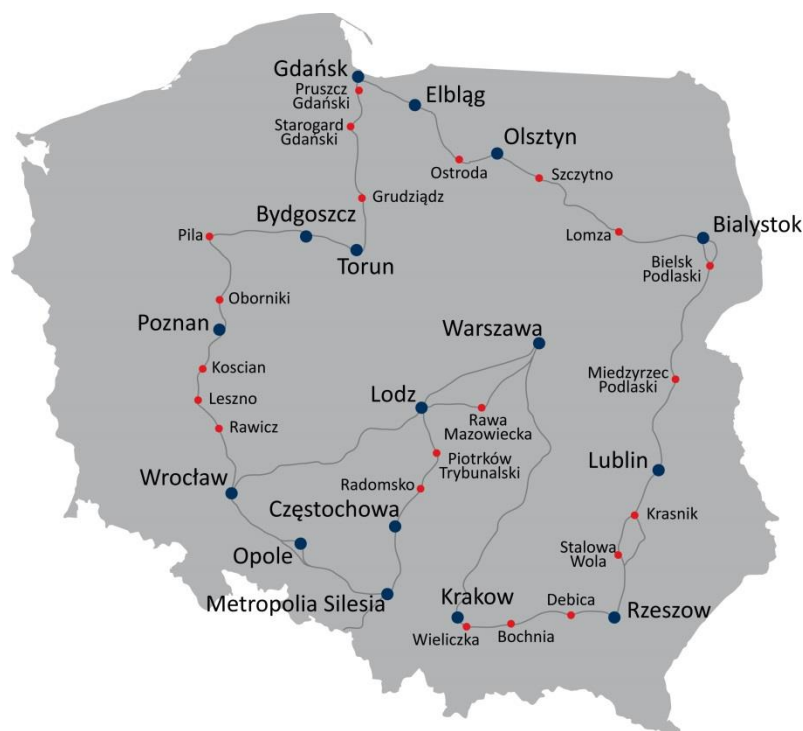 Gdańsk
Pruszcz
Gdański
Elbląg
Starogard
Gdański
Olsztyn
Ostroda
Szczytno
Grudziądz
Bydgoszcz
Pila
Torun
Lomza
Bialystok
Bielsk
Podlaski
Oborniki
Poznan
Warszawa
Koscian
Miedzyrzec
Podlaski
Leszno
Lodz
Rawa
Mazowiecka
Rawicz
Piotrków
Trybunalski
Lublin
Wrocław
Radomsko
Częstochowa
Krasnik
Opole
Stalowa
Wola
Metropolia Silesia
Krakow
Debica
Rzeszow
Wieliczka
Bochnia